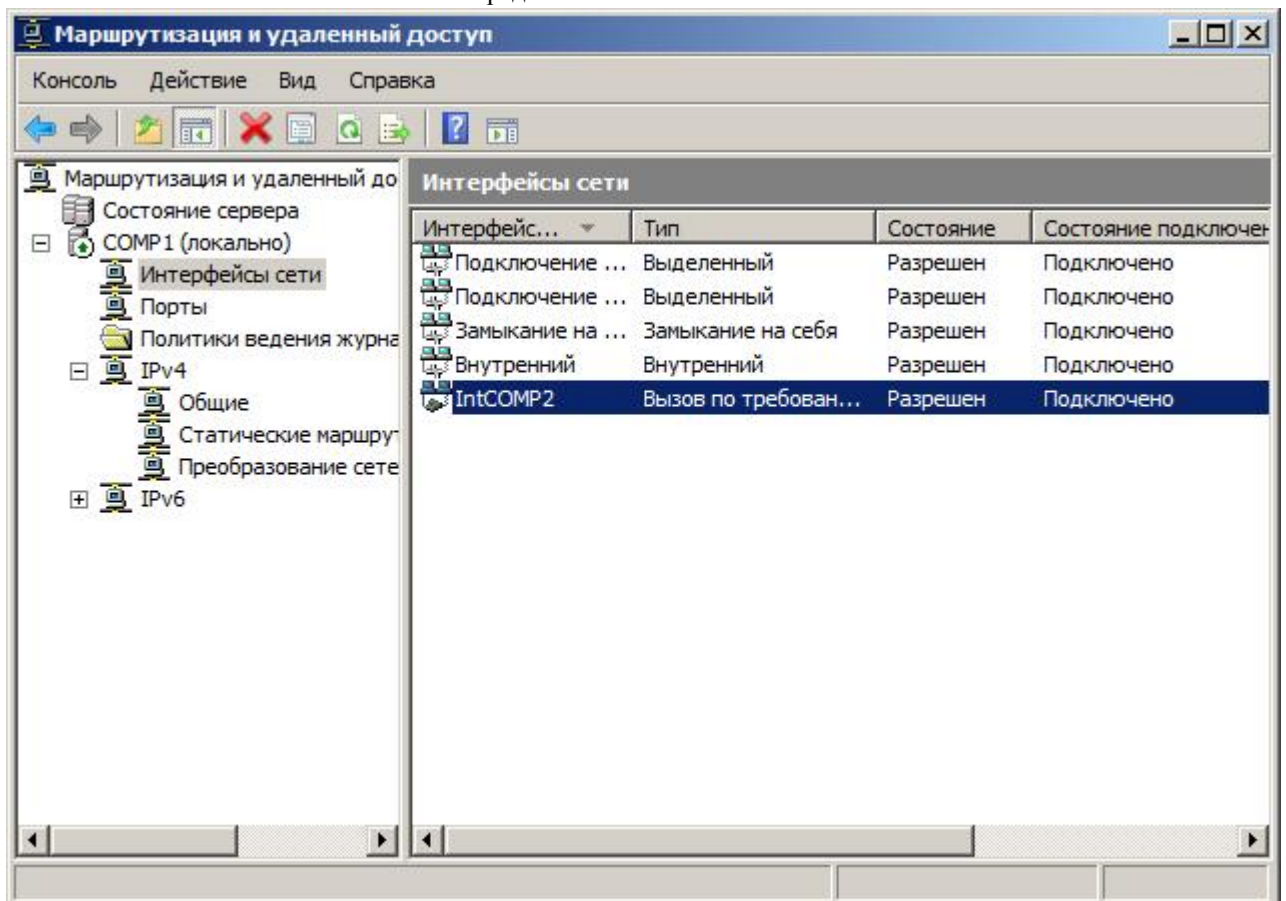 Маршрутизация и удаленный доступ
Консоль Действие Вид Справка
Маршрутизация и удаленный до
Состояние сервера
COMP1 (локально)
Интерфейсы сети
Порты
Политики ведения журна
IPv4
Общие
Статические маршрут
Преобразование сете
IPv6
Интерфейсы сети
Интерфейс... Тип Состояние Состояние подключен
Подключение ... Выделенный Разрешен Подключено
Подключение ... Выделенный Разрешен Подключено
Замыкание на ... Замыкание на себя Разрешен Подключено
Внутренний Внутренний Разрешен Подключено
IntCOMP2 Вызов по требован... Разрешен Подключено